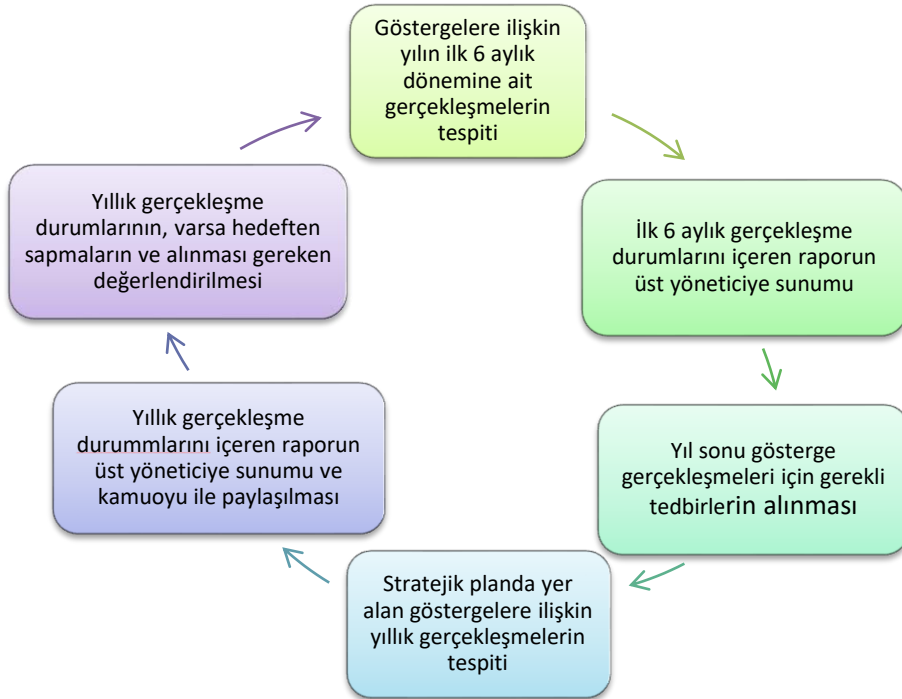 Göstergelere ilişkin
yılın ilk 6 aylık
dönemine ait
gerçekleşmelerin
tespiti
İlk 6 aylık gerçekleşme
durumlarını içeren raporun
üst yöneticiye sunumu
Yıl sonu gösterge
gerçekleşmeleri için gerekli
tedbirlerin alınması
Stratejik planda yer
alan göstergelere ilişkin
yıllık gerçekleşmelerin
tespiti
Yıllık gerçekleşme
durummlarını içeren raporun
üst yöneticiye sunumu ve
kamuoyu ile paylaşılması
Yıllık gerçekleşme
durumlarının, varsa hedeften
sapmaların ve alınması gereken
değerlendirilmesi